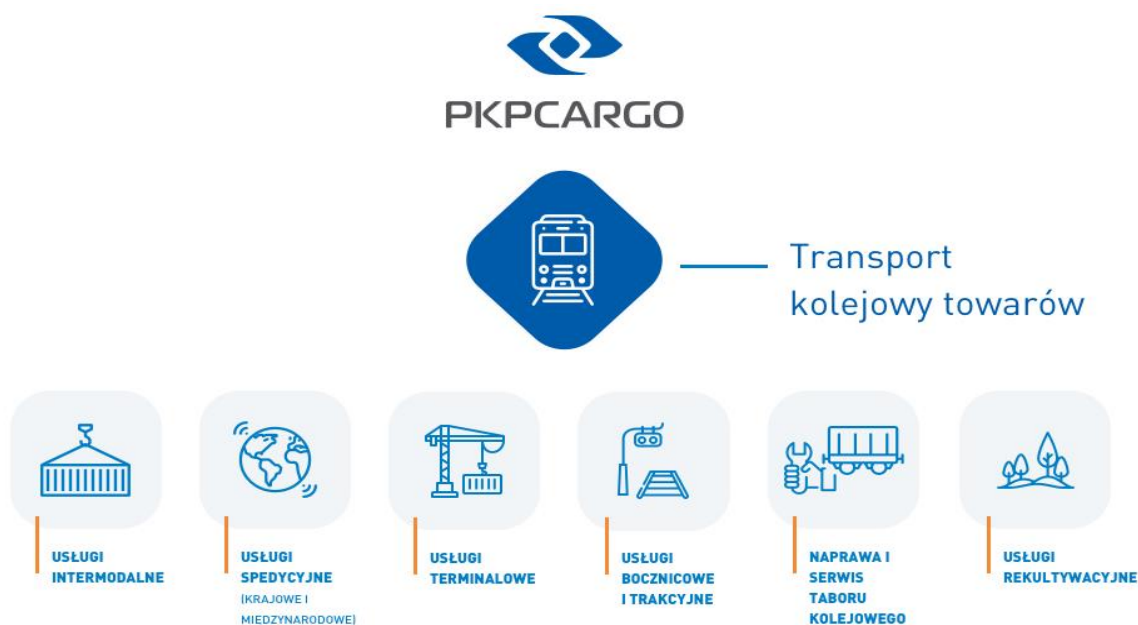 PKPCARGO
Transport
kolejowy towarów
USŁUGI
INTERMODALNE
USŁUGI
SPEDYCYJNE
(KRAJOWE I
MIEDZYNARODOWE)
USŁUGI
TERMINALOWE
USŁUGI
BOCZNICOWE
I TRAKCYJNE
NAPRAWA I
SERWIS
TABORU
KOLEJOWEGO
USŁUGI
REKULTYWACYJNE